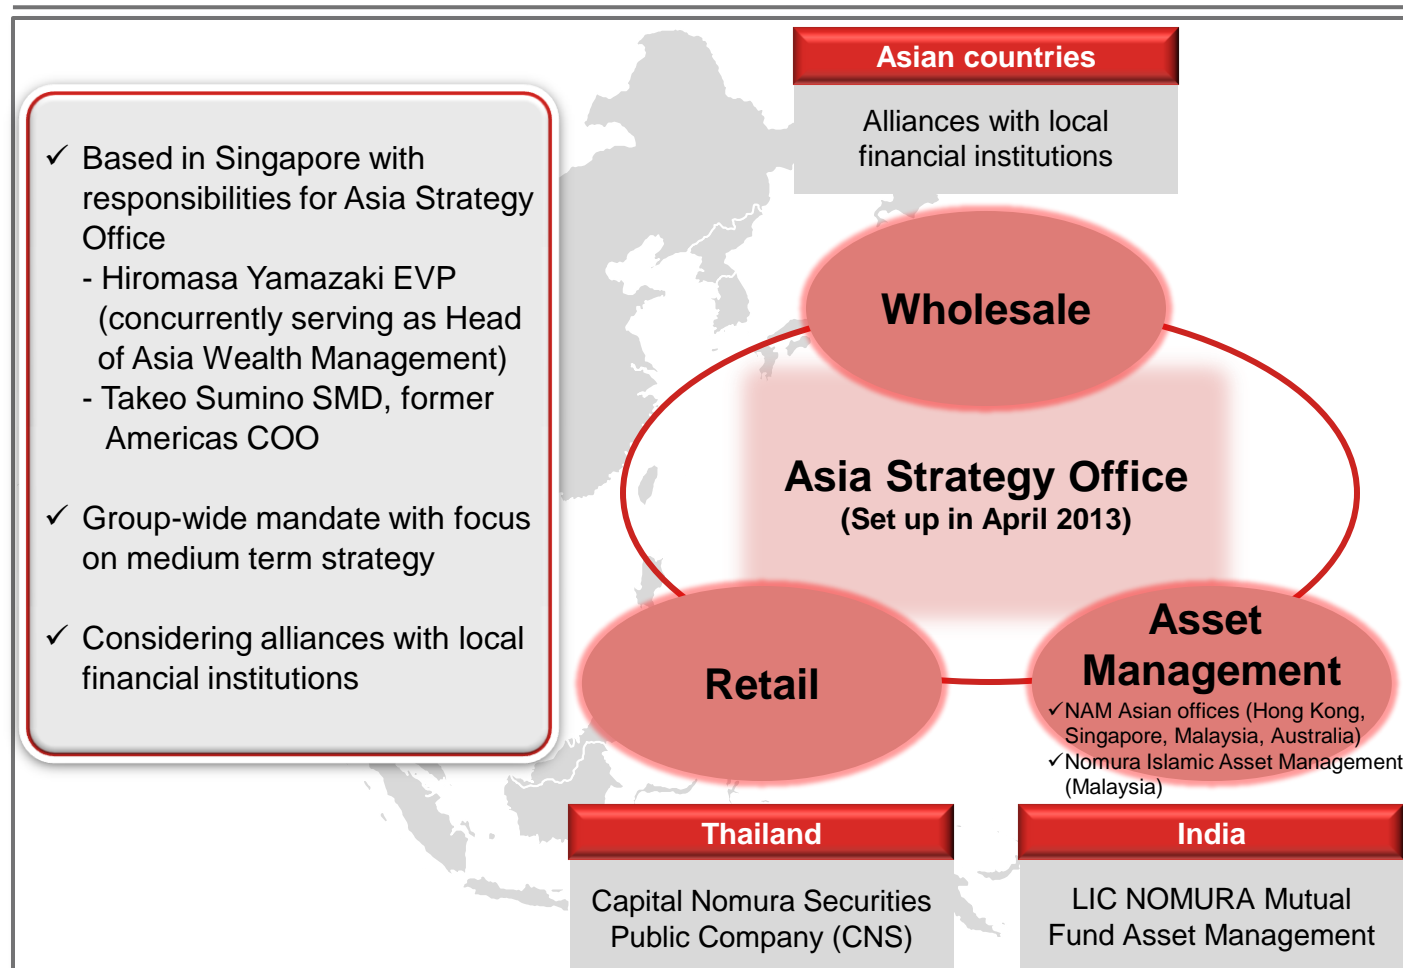 ✓ Based in Singapore with
responsibilities for Asia Strategy
Office
- Hiromasa Yamazaki EVP
(concurrently serving as Head
of Asia Wealth Management)
- Takeo Sumino SMD, former
Americas COO
✓ Group-wide mandate with focus
on medium term strategy
✓ Considering alliances with local
financial institutions
Asian countries
Alliances with local
financial institutions
Wholesale
Asia Strategy Office
(Set up in April 2013)
Retail
Asset
Management
✓NAM Asian offices (Hong Kong,
Singapore, Malaysia, Australia)
✓Nomura Islamic Asset Management
(Malaysia)
Thailand
Capital Nomura Securities
Public Company (CNS)
India
LIC NOMURA Mutual
Fund Asset Management